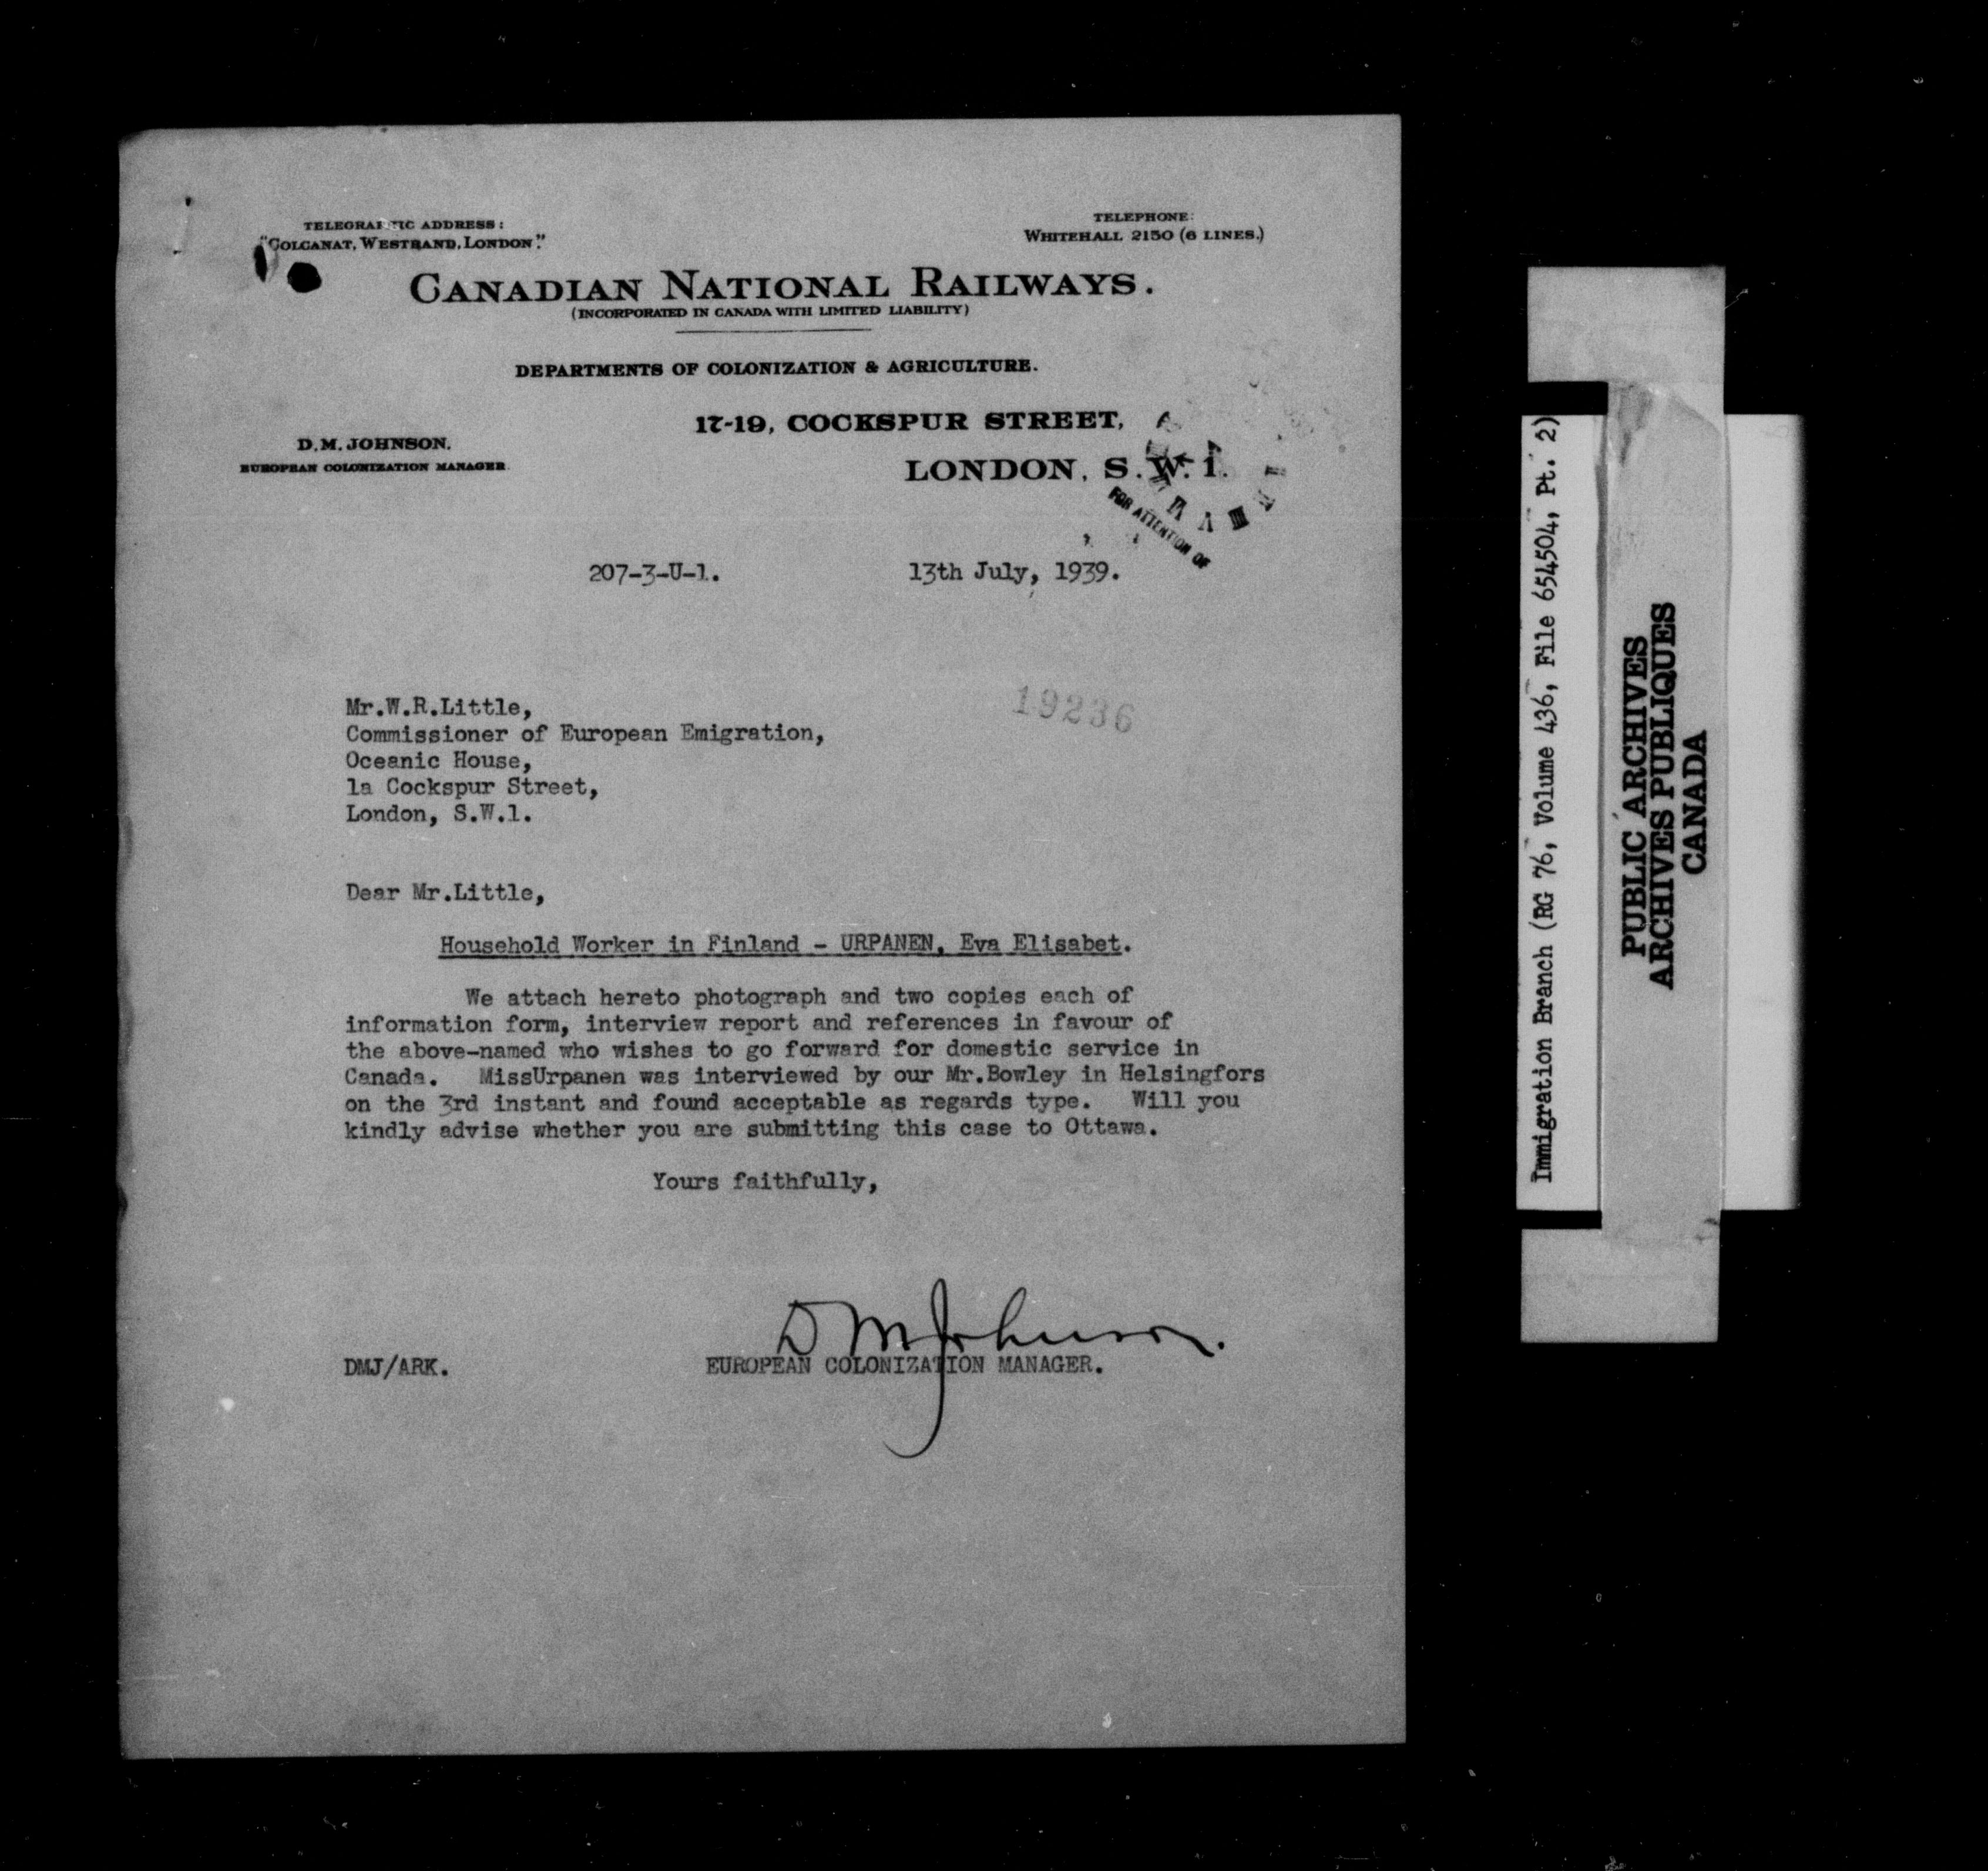 TELEGRAPHIC ADDRESS:
"COLCANAT, WESTRAND, LONDON."
TELEPHONE:
WHITEHALL 2150 (6 LINES.)
CANADIAN NATIONAL RAILWAYS.
(INCORPORATED IN CANADA WITH LIMITED LIABILITY)
DEPARTMENTS OF COLONIZATION & AGRICULTURE.
17-19, COCKSPUR STREET,
D.M. JOHNSON.
EUROPEAN COLONIZATION MANAGER.
LONDON, S.W.1.
FOR ATTENTION OF
207-3-U-1.
13th July, 1939.
19236
Mr.W.R.Little,
Commissioner of European Emigration,
Oceanic House,
1a Cockspur Street,
London, S.W.1.
Dear Mr.Little,
Household Worker in Finland - URPANEN, Eva Elisabet.
We attach hereto photograph and two copies each of
information form, interview report and references in favour of
the above-named who wishes to go forward for domestic service in
Canada. MissUrpanen was interviewed by our Mr.Bowley in Helsingfors
on the 3rd instant and found acceptable as regards type. Will you
kindly advise whether you are submitting this case to Ottawa.
Yours faithfully,
D M Johnson.
DMJ/ARK.
EUROPEAN COLONIZATION MANAGER.
Immigration Branch (RG 76, Volume 436, File 654504, Pt. 2)
PUBLIC ARCHIVES
ARCHIVES PUBLIQUES
CANADA